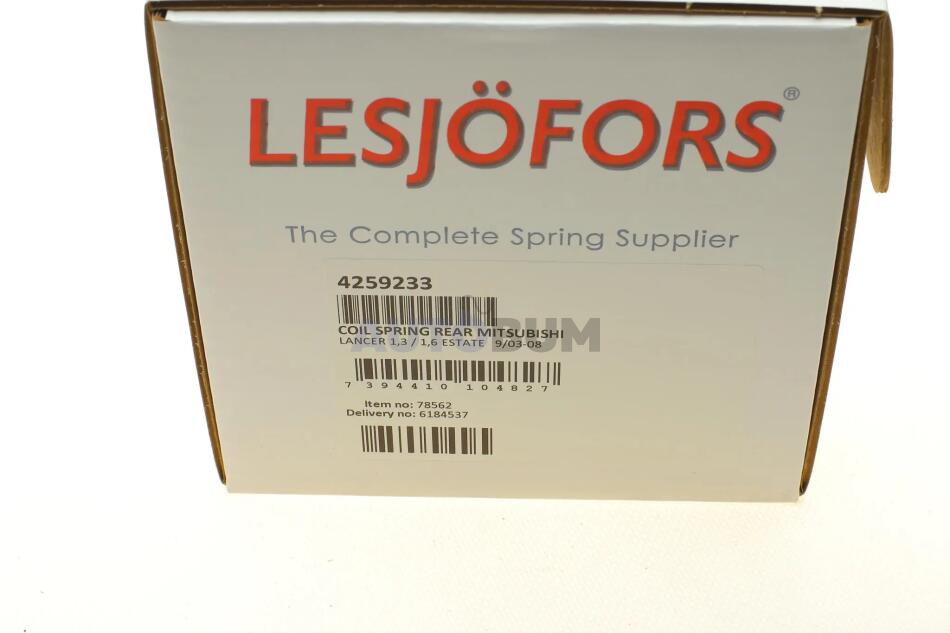 LESJÖFORS®
The Complete Spring Supplier
4259233
COIL SPRING REAR MITSUBISHI
LANCER 1,3 / 1,6 ESTATE 9/03-08
AUTODUM
7 394410 104827
Item no: 78562
Delivery no: 6184537